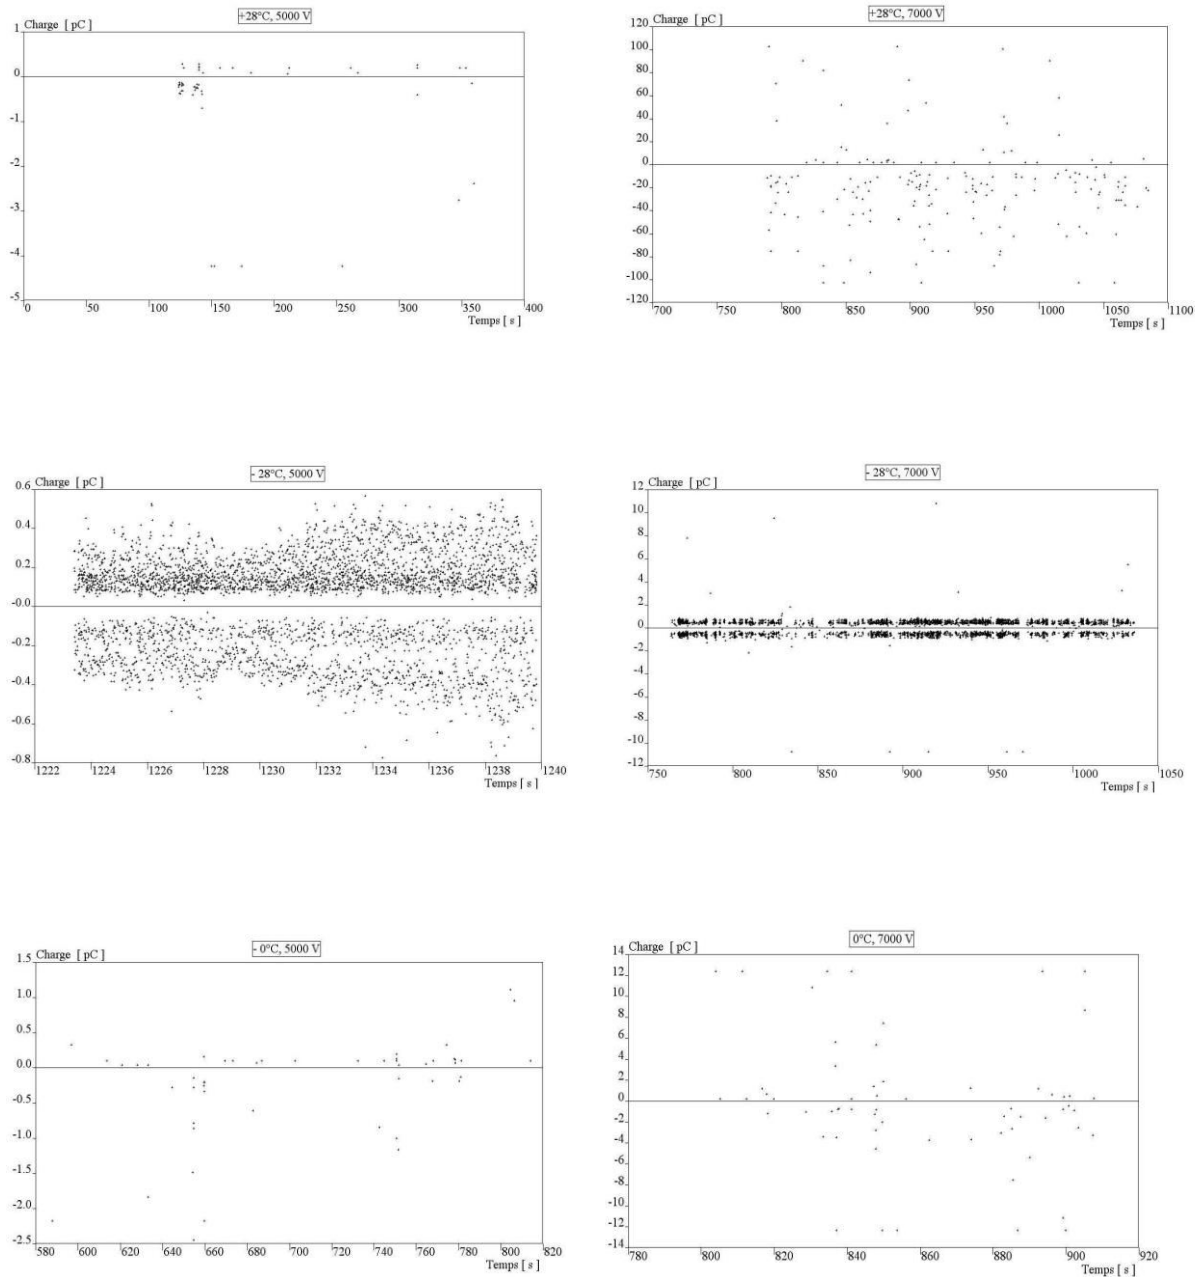 +28°C, 5000 V
Charge [ pC]
1
0
-1
-2
-3
-4
-5
0 50 100 150 200 250 300 350 400
Temps [ s ]
+28°C, 7000 V
Charge [ pC]
120
100
80
60
40
20
0
-20
-40
-60
-80
-100
-120
700 750 800 850 900 950 1000 1050 1100
Temps [ s ]
- 28°C, 5000 V
Charge [ pC]
0.6
0.4
0.2
-0.0
-0.2
-0.4
-0.6
-0.8
1222 1224 1226 1228 1230 1232 1234 1236 1238 1240
Temps [ s ]
- 28°C, 7000 V
Charge [ pC]
12
10
8
6
4
2
0
-2
-4
-6
-8
-10
-12
750 800 850 900 950 1000 1050
Temps [ s ]
- 0°C, 5000 V
Charge [ pC]
1.5
1.0
0.5
0.0
-0.5
-1.0
-1.5
-2.0
-2.5
580 600 620 640 660 680 700 720 740 760 780 800 820
Temps [ s ]
0°C, 7000 V
Charge [ pC]
14
12
10
8
6
4
2
0
-2
-4
-6
-8
-10
-12
-14
780 800 820 840 860 880 900 920
Temps [ s ]